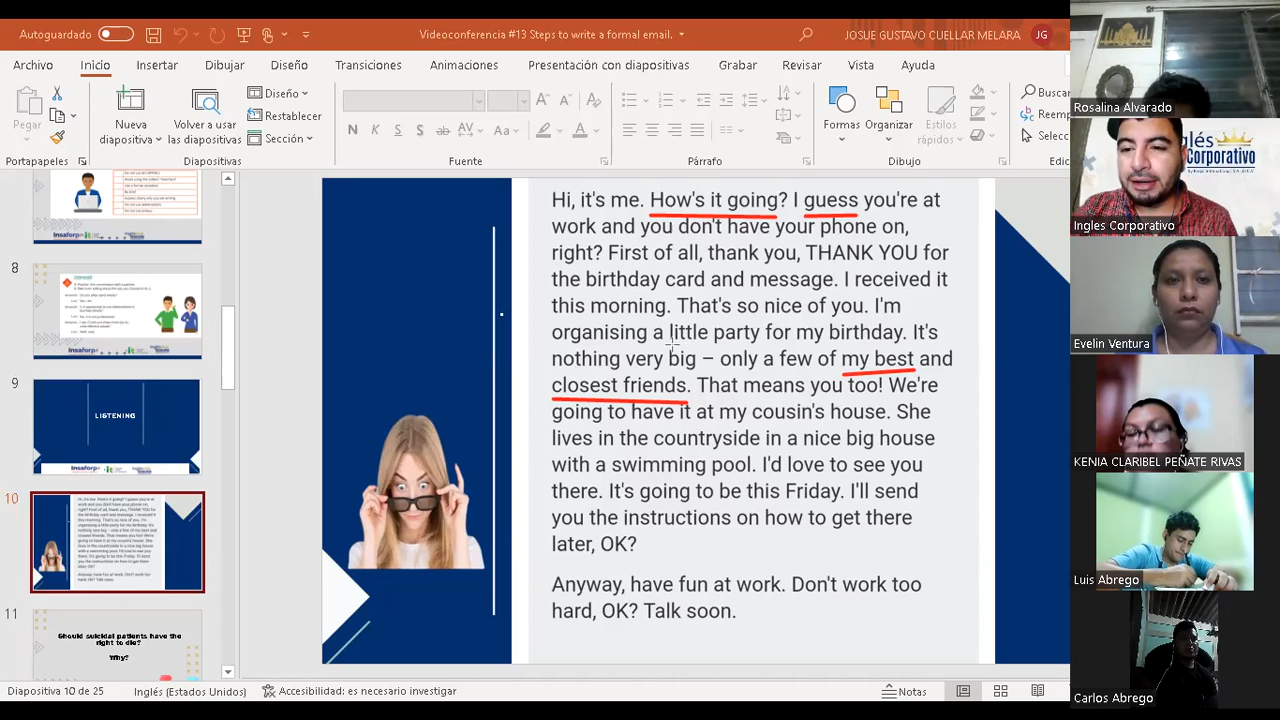 Autoguardado
Videoconferencia #13 Steps to write a formal email.
JOSUE GUSTAVO CUELLAR MELARA
JG
Archivo
Inicio
Insertar
Dibujar
Diseño
Transiciones
Animaciones
Presentación con diapositivas
Grabar
Revisar
Vista
Ayuda
Pegar
Nueva
diapositiva
Volver a usar
las diapositivas
Diseño
Restablecer
Sección
Formas
Organizar
Estilos
rápidos
Buscar
Reemp
Selecc
Portapapeles
Diapositivas
Fuente
Párrafo
Dibujo
Edic
8
9
LISTENING
10
11
Should suicidal patients have the
right to die?
Why?
Hi, it's me. How's it going? I guess you're at
work and you don't have your phone on,
right? First of all, thank you, THANK YOU for
the birthday card and message. I received it
this morning. That's so nice of you. I'm
organising a little party for my birthday. It's
nothing very big – only a few of my best and
closest friends. That means you too! We're
going to have it at my cousin's house. She
lives in the countryside in a nice big house
with a swimming pool. I'd love to see you
there. It's going to be this Friday. I'll send
you the instructions on how to get there
later, OK?
Anyway, have fun at work. Don't work too
hard, OK? Talk soon.
Diapositiva 10 de 25
Inglés (Estados Unidos)
Accesibilidad: es necesario investigar
Notas
Rosalina Alvarado
Ingles Corporativo
Evelin Ventura
KENIA CLARIBEL PEÑATE RIVAS
Luis Abrego
Carlos Abrego